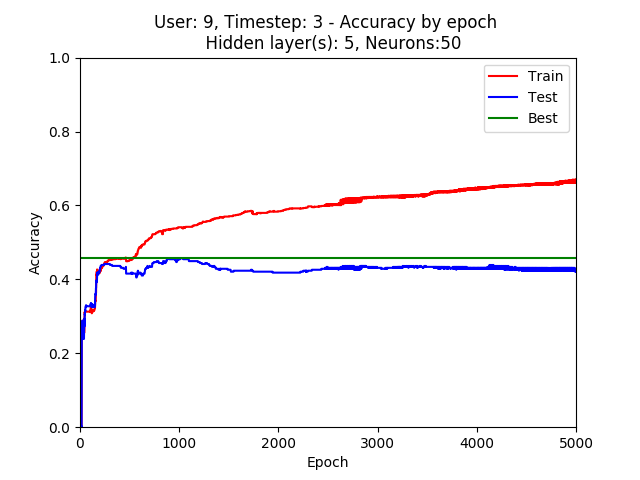 User: 9, Timestep: 3 - Accuracy by epoch
Hidden layer(s): 5, Neurons:50
1.0
0.8
0.6
0.4
0.2
0.0
Accuracy
Train
Test
Best
0 1000 2000 3000 4000 5000
Epoch